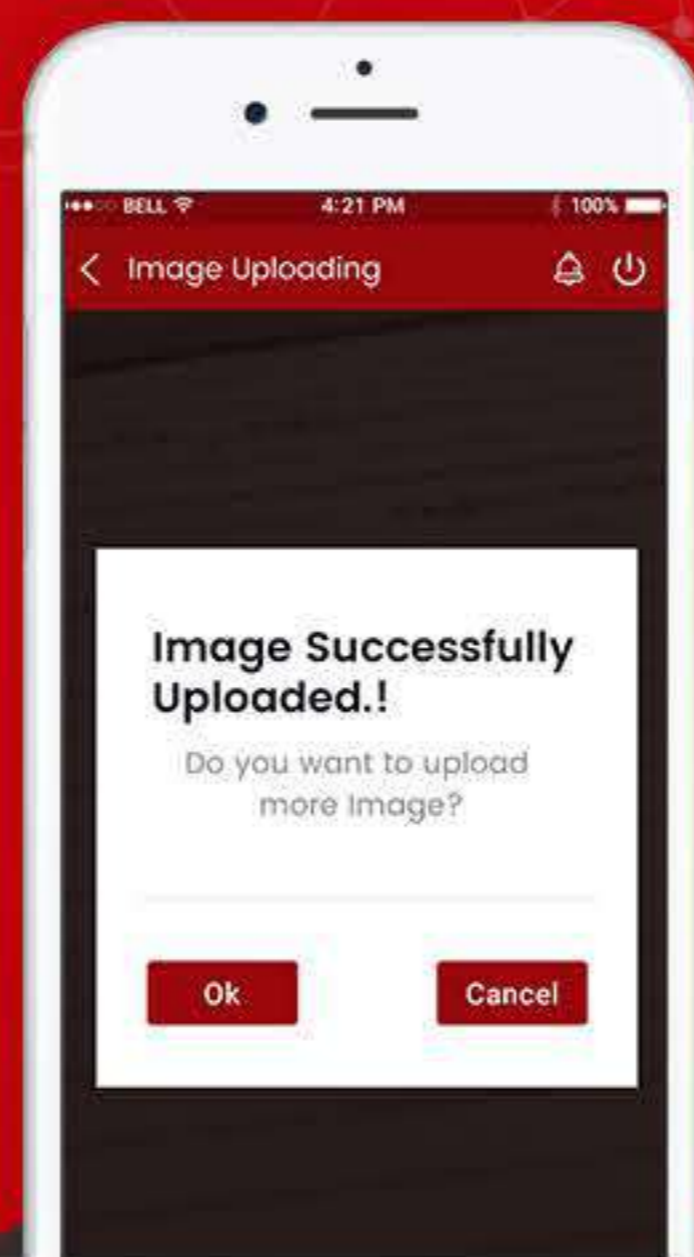 BELL 4:21 PM 100%
Image Uploading
Image Successfully
Uploaded.!
Do you want to upload
more Image?
Ok Cancel